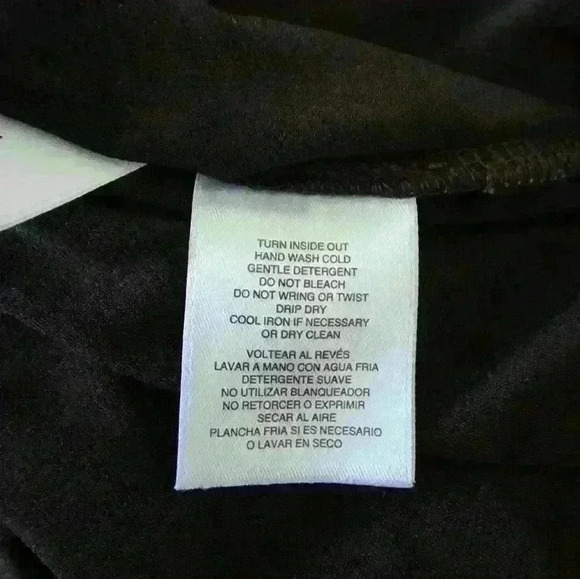 TURN INSIDE OUT
HAND WASH COLD
GENTLE DETERGENT
DO NOT BLEACH
DO NOT WRING OR TWIST
DRIP DRY
COOL IRON IF NECESSARY
OR DRY CLEAN
VOLTEAR AL REVÉS
LAVAR A MANO CON AGUA FRIA
DETERGENTE SUAVE
NO UTILIZAR BLANQUEADOR
NO RETORCER O EXPRIMIR
SECAR AL AIRE
PLANCHA FRIA SI ES NECESARIO
O LAVAR EN SECO